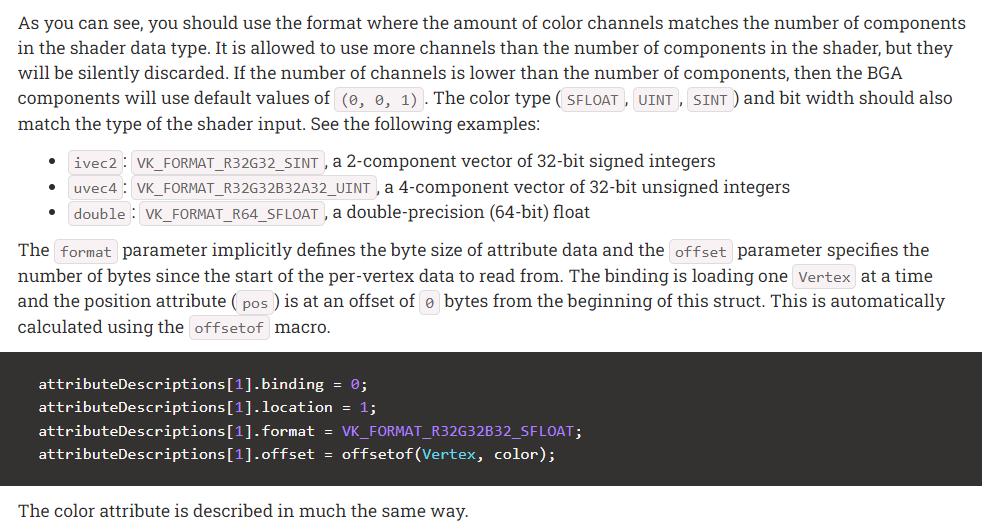 As you can see, you should use the format where the amount of color channels matches the number of components
in the shader data type. It is allowed to use more channels than the number of components in the shader, but they
will be silently discarded. If the number of channels is lower than the number of components, then the BGA
components will use default values of (0, 0, 1). The color type (SFLOAT, UINT, SINT) and bit width should also
match the type of the shader input. See the following examples:
• ivec2: VK_FORMAT_R32G32_SINT, a 2-component vector of 32-bit signed integers
• uvec4: VK_FORMAT_R32G32B32A32_UINT, a 4-component vector of 32-bit unsigned integers
• double: VK_FORMAT_R64_SFLOAT, a double-precision (64-bit) float
The format parameter implicitly defines the byte size of attribute data and the offset parameter specifies the
number of bytes since the start of the per-vertex data to read from. The binding is loading one Vertex at a time
and the position attribute (pos) is at an offset of 0 bytes from the beginning of this struct. This is automatically
calculated using the offsetof macro.
attributeDescriptions[1].binding = 0;
attributeDescriptions[1].location = 1;
attributeDescriptions[1].format = VK_FORMAT_R32G32B32_SFLOAT;
attributeDescriptions[1].offset = offsetof(Vertex, color);
The color attribute is described in much the same way.